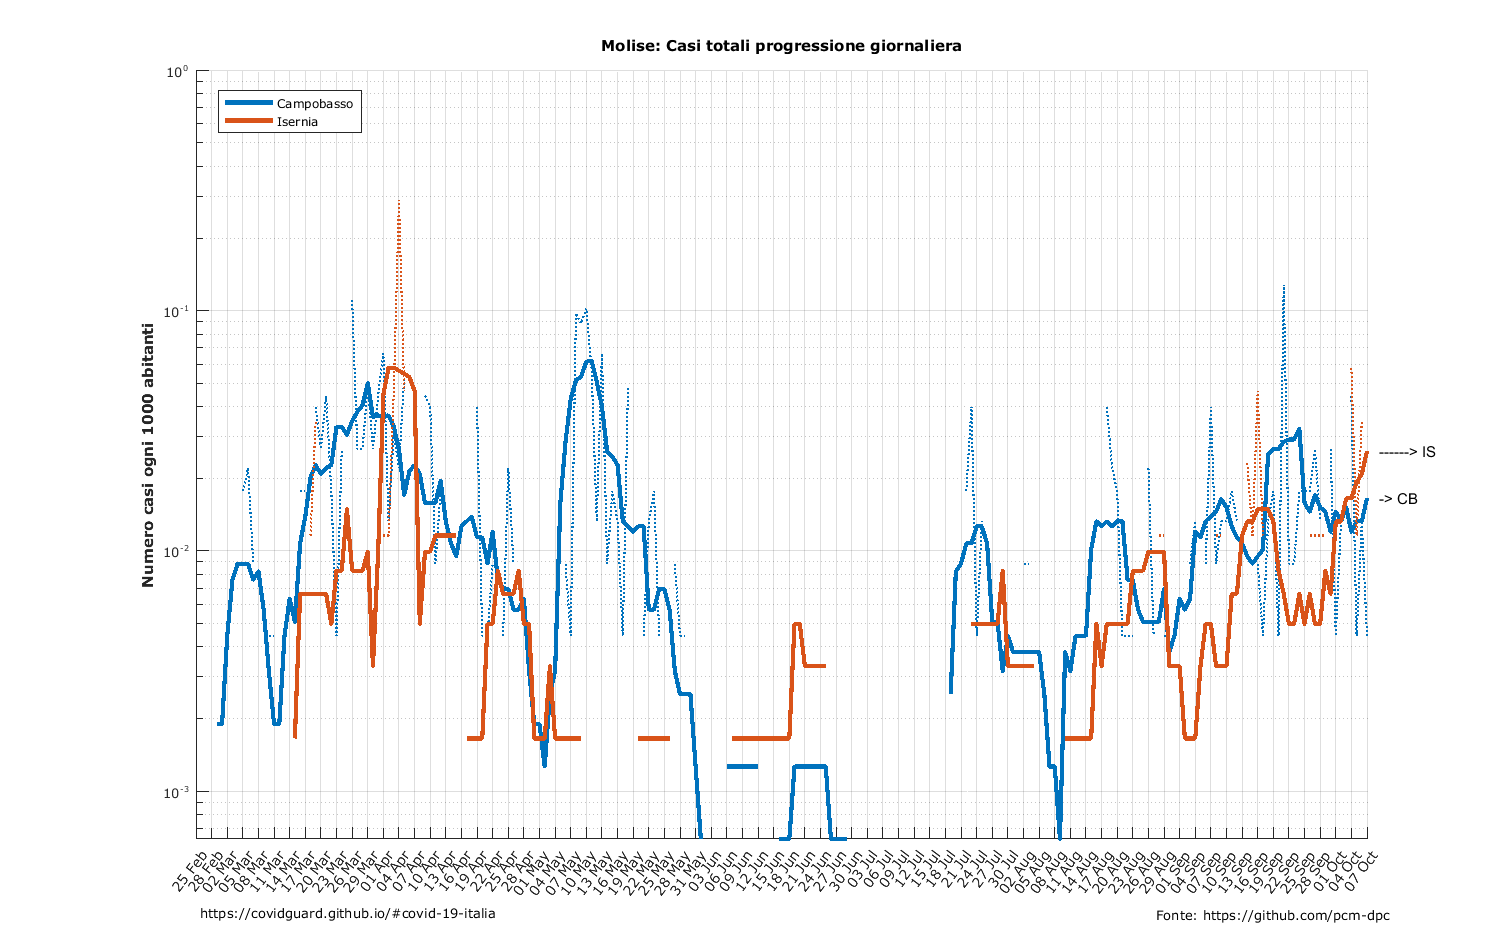 Molise: Casi totali progressione giornaliera
10^0
Campobasso
Isernia
10^-1
Numero casi ogni 1000 abitanti
------> IS
-> CB
10^-2
10^-3
25 Feb
28 Feb
02 Mar
05 Mar
08 Mar
11 Mar
14 Mar
17 Mar
20 Mar
23 Mar
26 Mar
29 Mar
01 Apr
04 Apr
07 Apr
10 Apr
13 Apr
16 Apr
19 Apr
22 Apr
25 Apr
28 Apr
01 May
04 May
07 May
10 May
13 May
16 May
19 May
22 May
25 May
28 May
31 May
03 Jun
06 Jun
09 Jun
12 Jun
15 Jun
18 Jun
21 Jun
24 Jun
27 Jun
30 Jun
03 Jul
06 Jul
09 Jul
12 Jul
15 Jul
18 Jul
21 Jul
24 Jul
27 Jul
30 Jul
02 Aug
05 Aug
08 Aug
11 Aug
14 Aug
17 Aug
20 Aug
23 Aug
26 Aug
29 Aug
01 Sep
04 Sep
07 Sep
10 Sep
13 Sep
16 Sep
19 Sep
22 Sep
25 Sep
28 Sep
01 Oct
04 Oct
07 Oct
https://covidguard.github.io/#covid-19-italia
Fonte: https://github.com/pcm-dpc